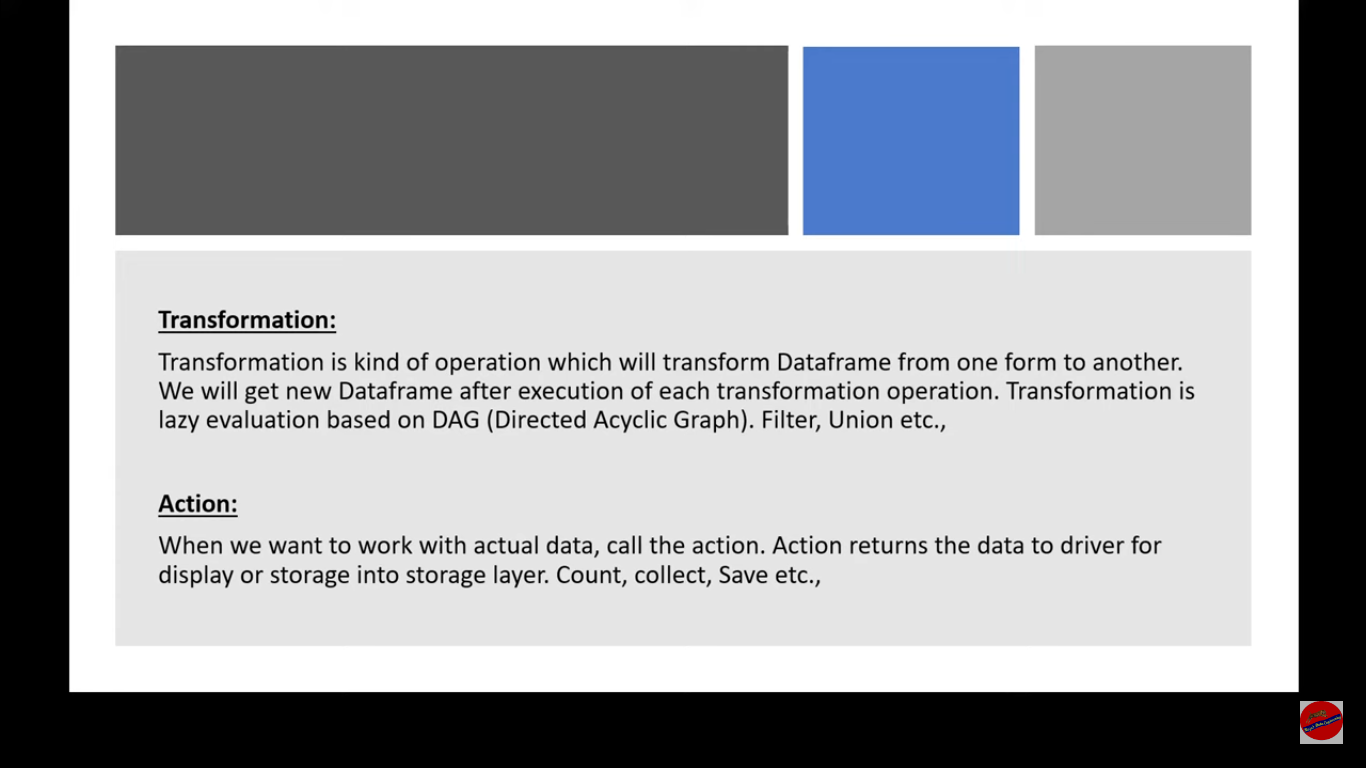 Transformation:
Transformation is kind of operation which will transform Dataframe from one form to another.
We will get new Dataframe after execution of each transformation operation. Transformation is
lazy evaluation based on DAG (Directed Acyclic Graph). Filter, Union etc.,
Action:
When we want to work with actual data, call the action. Action returns the data to driver for
display or storage into storage layer. Count, collect, Save etc.,